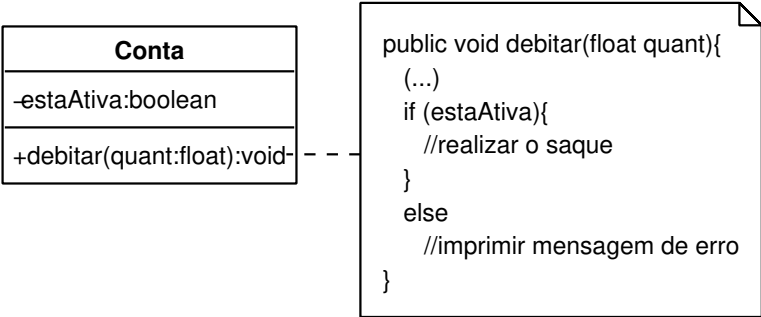 Conta
-estaAtiva:boolean
+debitar(quant:float):void
public void debitar(float quant){
(...)
if (estaAtiva){
//realizar o saque
}
else
//imprimir mensagem de erro
}